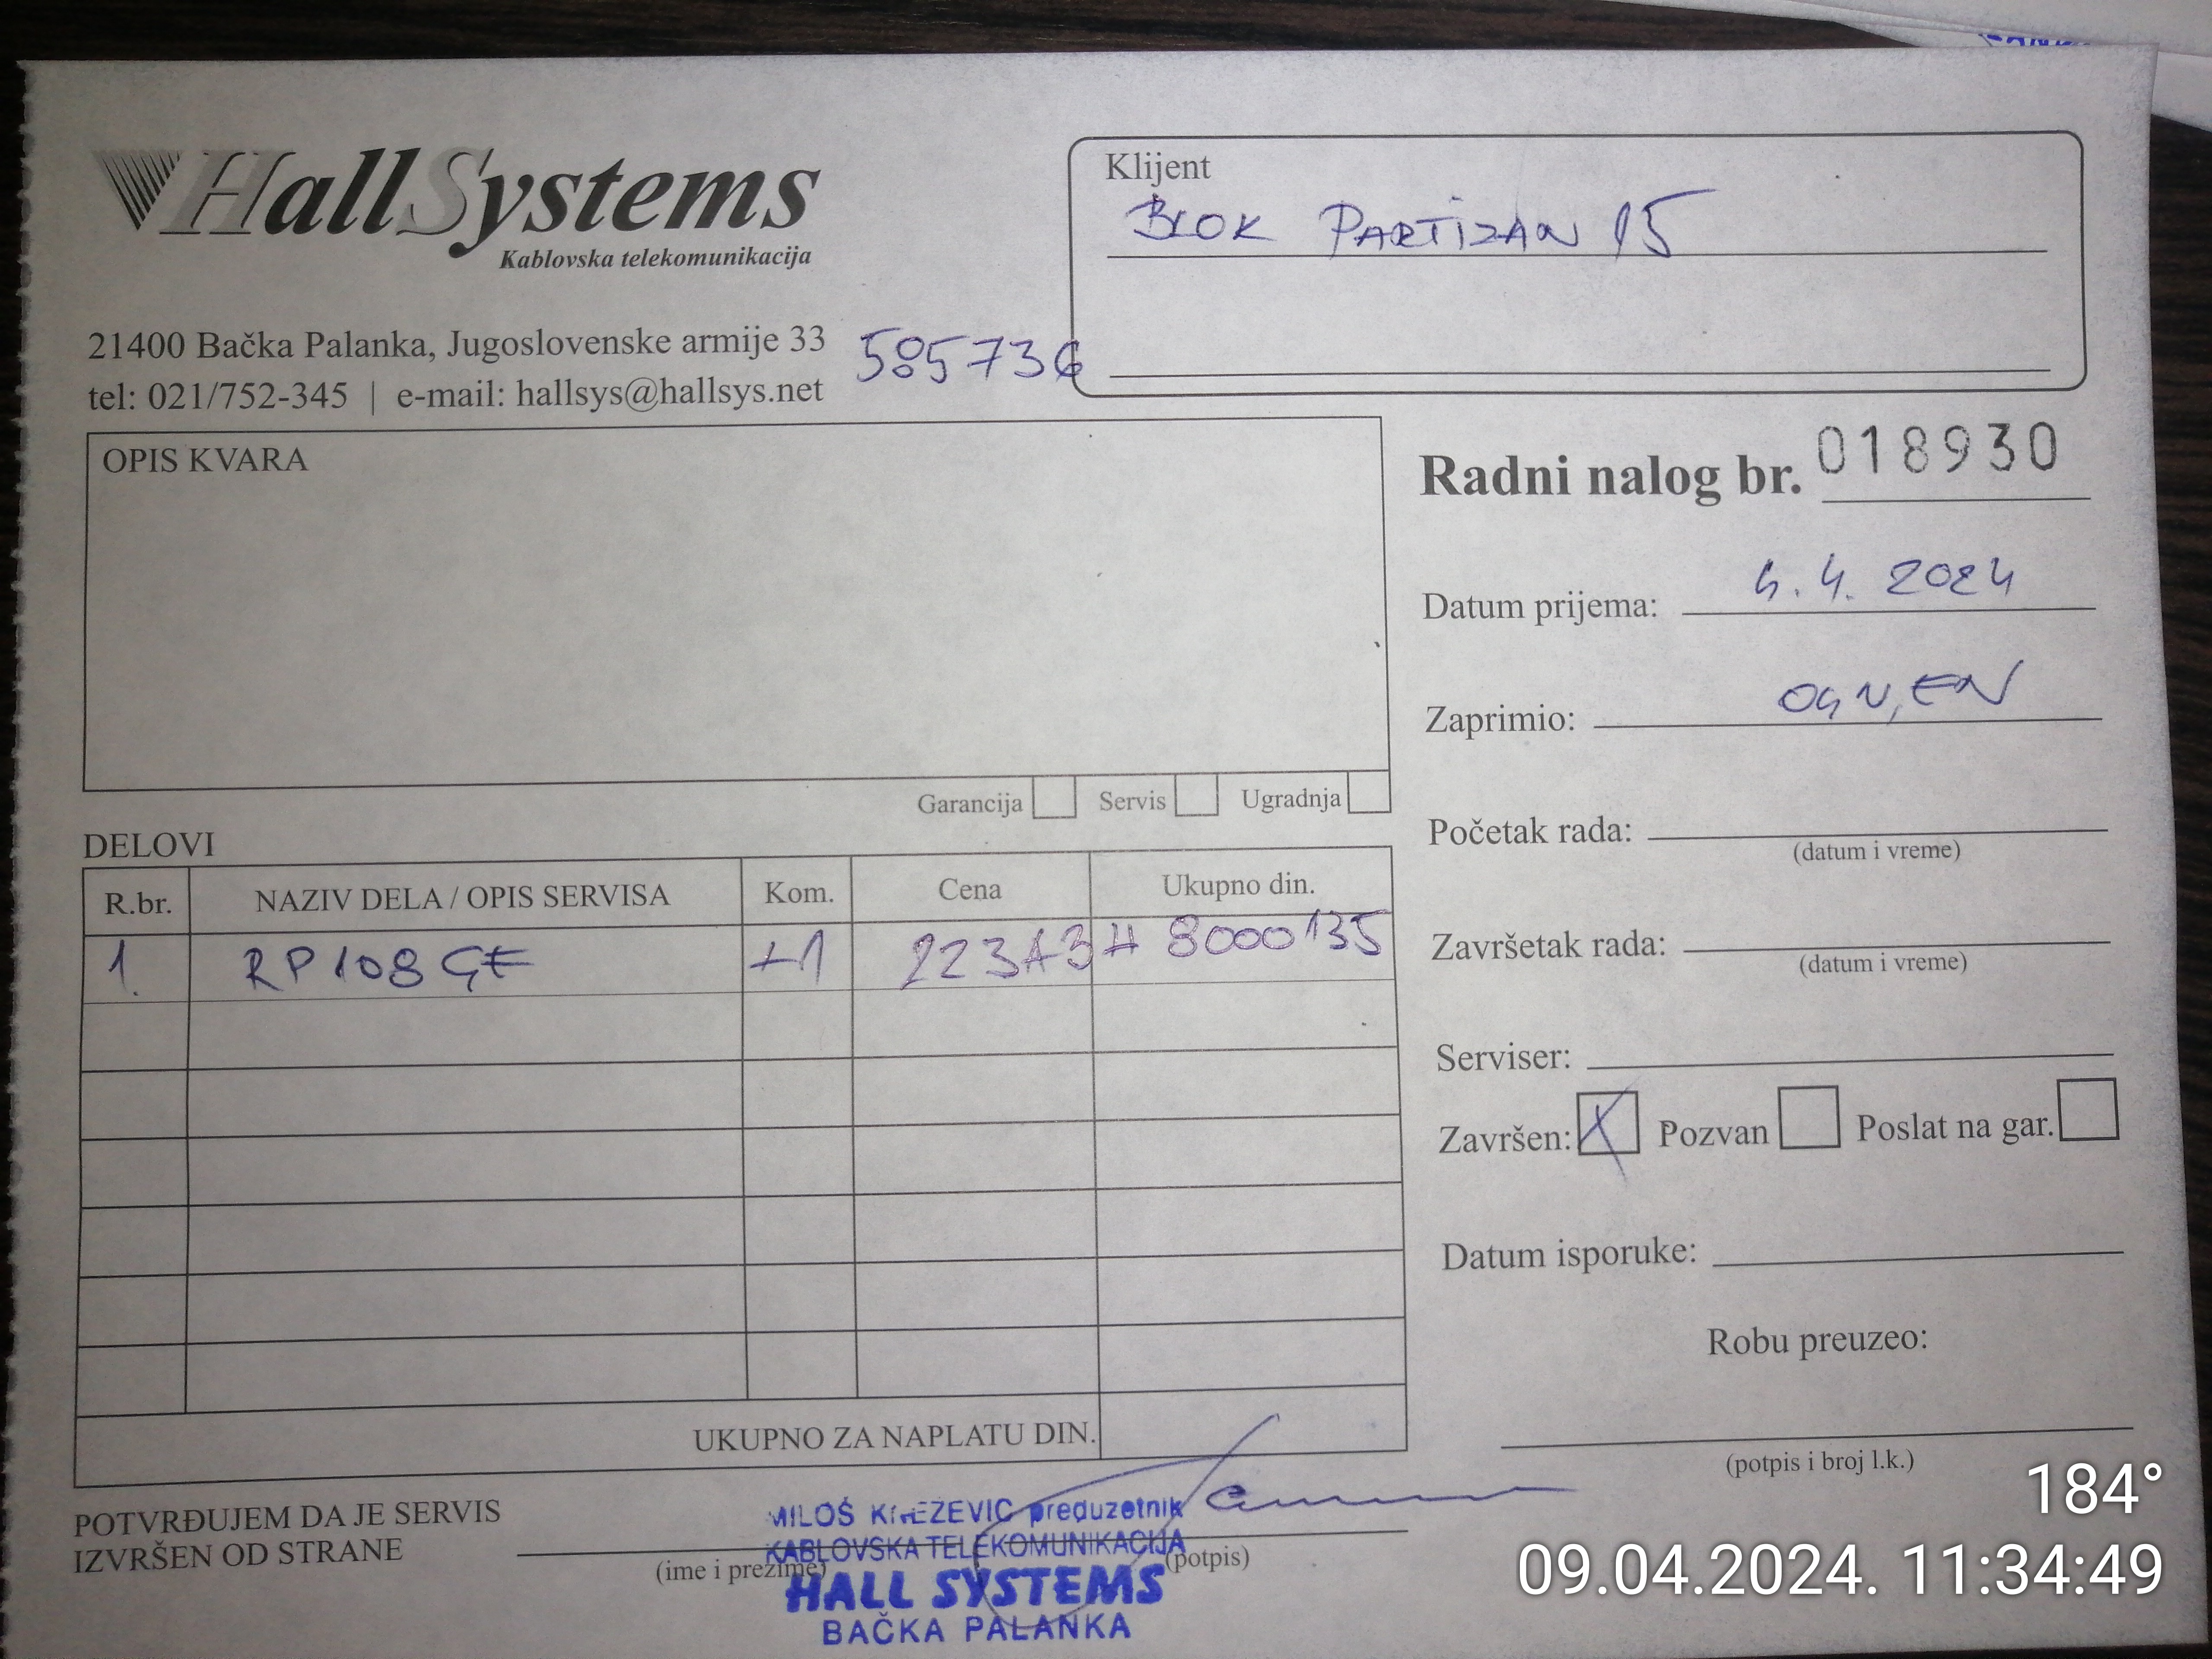 HallSystems
Kablovska telekomunikacija
21400 Bačka Palanka, Jugoslovenske armije 33
tel: 021/752-345 | e-mail: hallsys@hallsys.net
585736
Klijent
BLOK PARTIZAN 15
OPIS KVARA
Garancija Servis Ugradnja
Radni nalog br. 018930
Datum prijema: 4. 4. 2024
Zaprimio: OGNJEN
Početak rada:
(datum i vreme)
Završetak rada:
(datum i vreme)
Serviser:
Završen: X Pozvan Poslat na gar.
Datum isporuke:
Robu preuzeo:
(potpis i broj l.k.)
DELOVI
R.br. NAZIV DELA / OPIS SERVISA Kom. Cena Ukupno din.
1. RP108GE +1 223A3H 8000135
UKUPNO ZA NAPLATU DIN.
POTVRĐUJEM DA JE SERVIS
IZVRŠEN OD STRANE
(ime i prezime) (potpis)
MILOŠ KNEŽEVIĆ preduzetnik
KABLOVSKA TELEKOMUNIKACIJA
HALL SYSTEMS
BAČKA PALANKA
184°
09.04.2024. 11:34:49